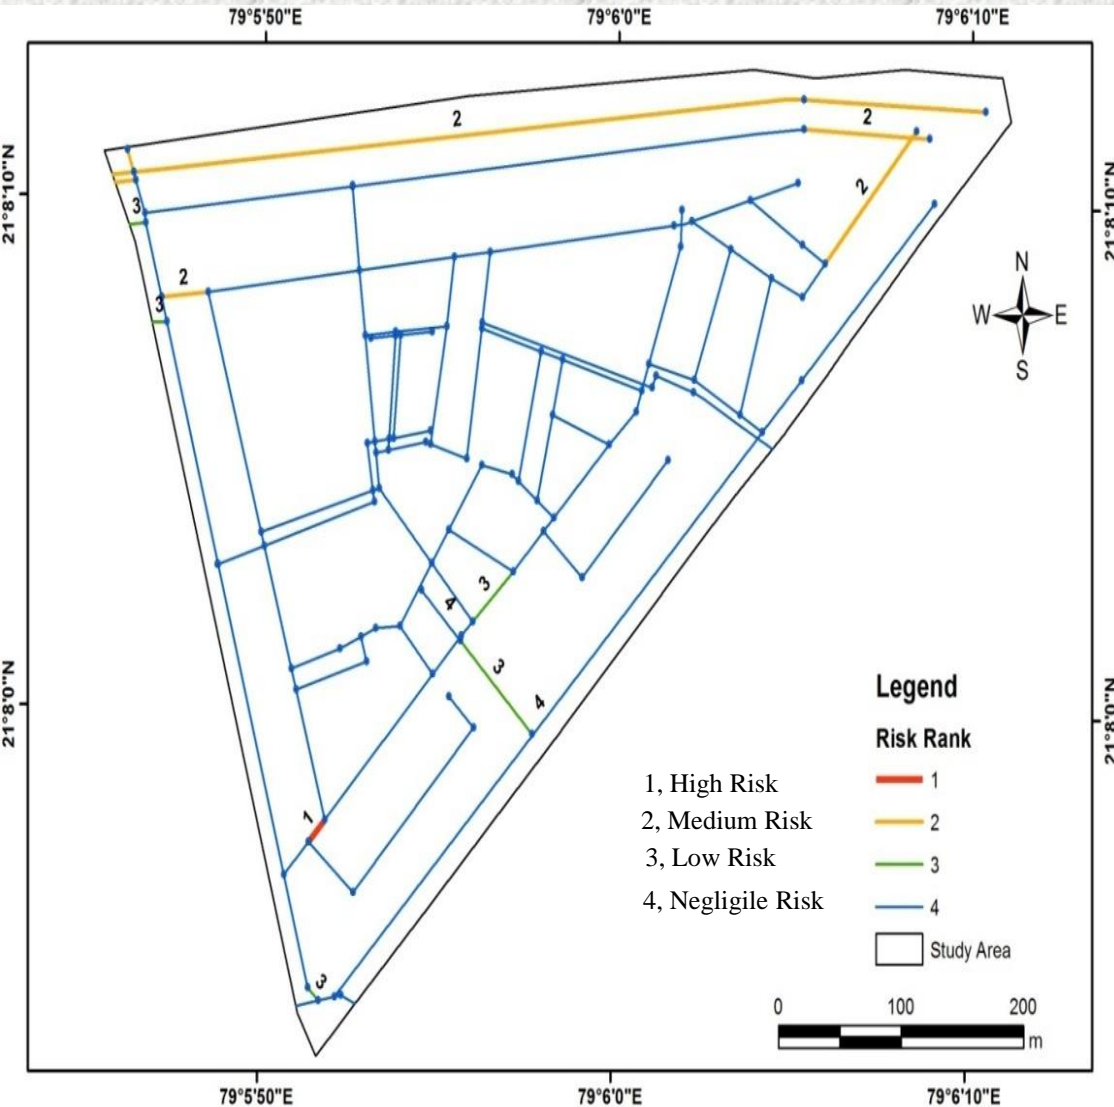 79°5'50"E 79°6'0"E 79°6'10"E
2
2
21°8'10"N
21°8'10"N
3
2
2
3
N
W E
S
3
4
3
4
21°8'0"N
21°8'0"N
Legend
Risk Rank
1, High Risk
1
2, Medium Risk
2
3, Low Risk
3
4, Negligile Risk
4
1
Study Area
3
0 100 200
m
79°5'50"E 79°6'0"E 79°6'10"E